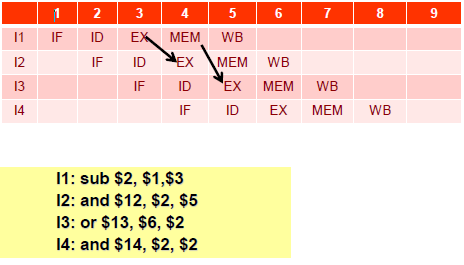 1 2 3 4 5 6 7 8 9
I1 IF ID EX MEM WB
I2 IF ID EX MEM WB
I3 IF ID EX MEM WB
I4 IF ID EX MEM WB
I1: sub $2, $1,$3
I2: and $12, $2, $5
I3: or $13, $6, $2
I4: and $14, $2, $2